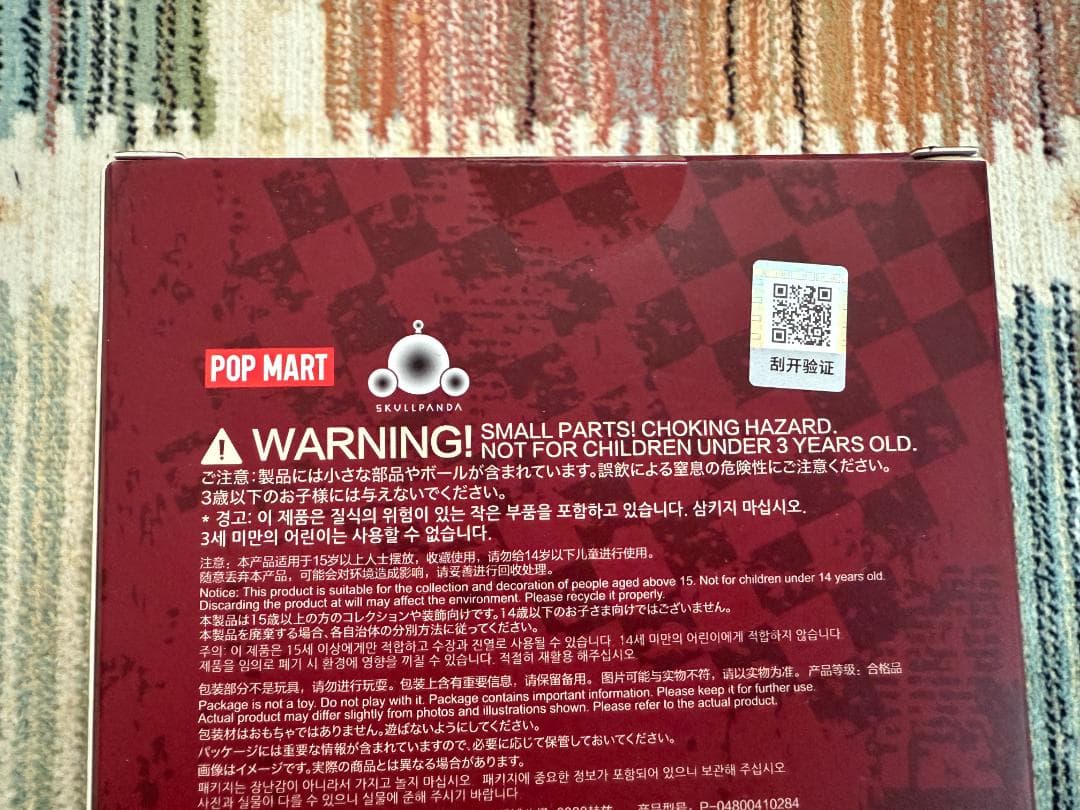 刮开验证
POP MART
SKULLPANDA
WARNING! SMALL PARTS! CHOKING HAZARD.
NOT FOR CHILDREN UNDER 3 YEARS OLD.
ご注意:製品には小さな部品やボールが含まれています。誤飲による窒息の危険性にご注意ください。
3歳以下のお子様には与えないでください。
* 경고: 이 제품은 질식의 위험이 있는 작은 부품을 포함하고 있습니다. 삼키지 마십시오.
3세 미만의 어린이는 사용할 수 없습니다.
注意:本产品适用于15岁以上人士摆放,收藏使用,请勿给14岁以下儿童进行使用。
随意丢弃本产品,可能会对环境造成影响,请妥善进行回收处理。
Notice: This product is suitable for the collection and decoration of people aged above 15. Not for children under 14 years old.
Discarding the product at will may affect the environment. Please recycle it properly.
本製品は15歳以上の方のコレクションや装飾向けです。14歳以下のお子さま向けではございません。
本製品を廃棄する場合、各自治体の分別方法に従ってください。
주의: 이 제품은 15세 이상에게만 적합하고 수장과 진열로 사용될 수 있습니다. 14세 미만의 어린이에게 적합하지 않습니다.
제품을 임의로 폐기 시 환경에 영향을 끼칠 수 있습니다. 적절히 재활용 해주십시오
包装部分不是玩具,请勿进行玩耍。包装上含有重要信息,请保留备用。图片可能与实物不符,请以实物为准。 产品等级:合格品
Package is not a toy. Do not play with it. Package contains important information. Please keep it for further use.
Actual product may differ slightly from photos and illustrations shown. Please refer to the actual product.
包装材はおもちゃではありません。遊ばないようにしてください。
パッケージには重要な情報が含まれていますので、必要に応じて保管しておいてください。
画像はイメージです。実際の商品とは異なる場合があります。
패키지는 장난감이 아니라서 가지고 놀지 마십시오 패키지에 중요한 정보가 포함되어 있으니 보관해 주십시오
사진과 실물이 다를 수 있으니 실물에 준해 주시기 바랍니다
产品型号: P-04800410284